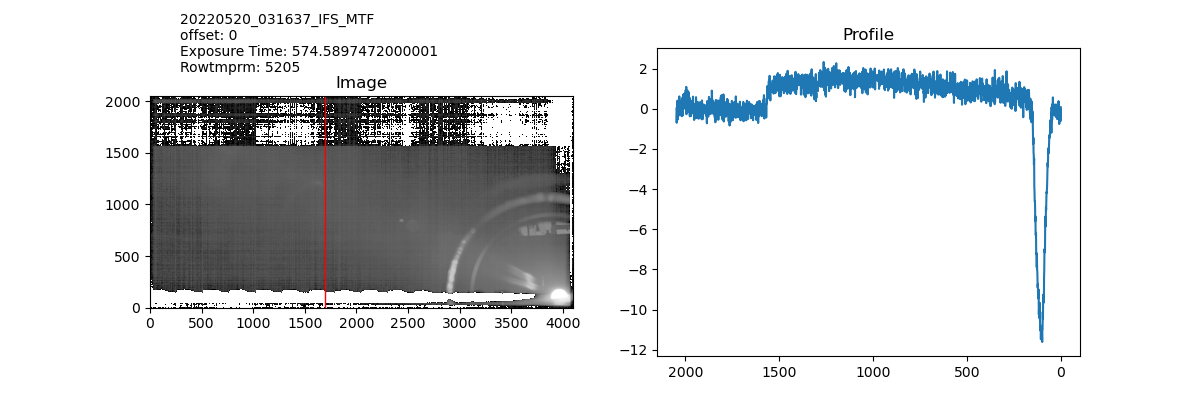 20220520_031637_IFS_MTF
offset: 0
Exposure Time: 574.5897472000001
Rowtmprm: 5205
Image
2000
1500
1000
500
0
0 500 1000 1500 2000 2500 3000 3500 4000
Profile
2
0
−2
−4
−6
−8
−10
−12
2000 1500 1000 500 0